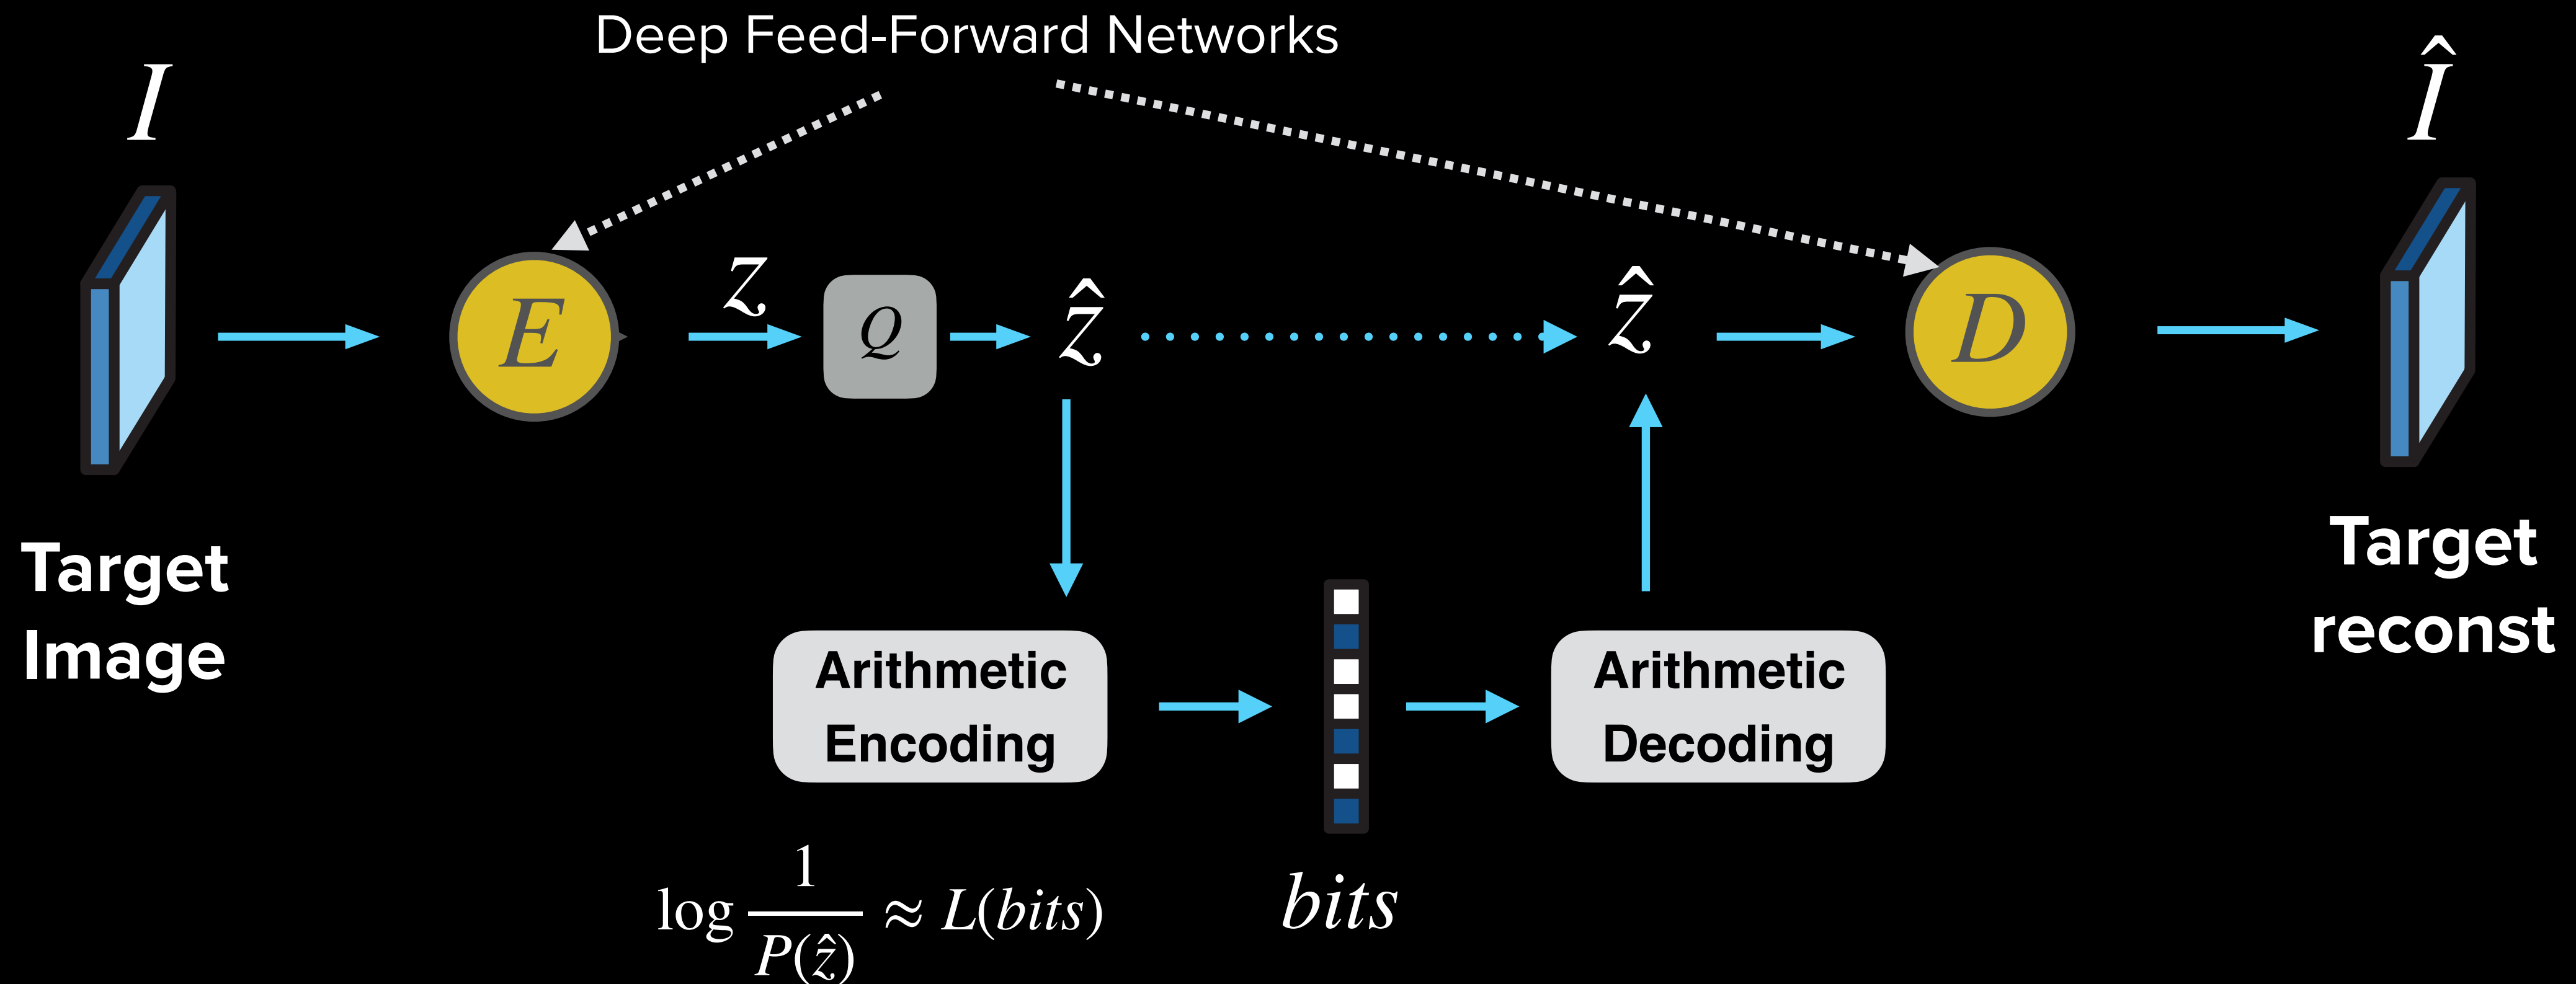 Deep Feed-Forward Networks
I
Î
E
z
Q
ẑ
ẑ
D
Target
Image
Target
reconst
Arithmetic
Encoding
Arithmetic
Decoding
log 1/P(ẑ) ≈ L(bits)
bits